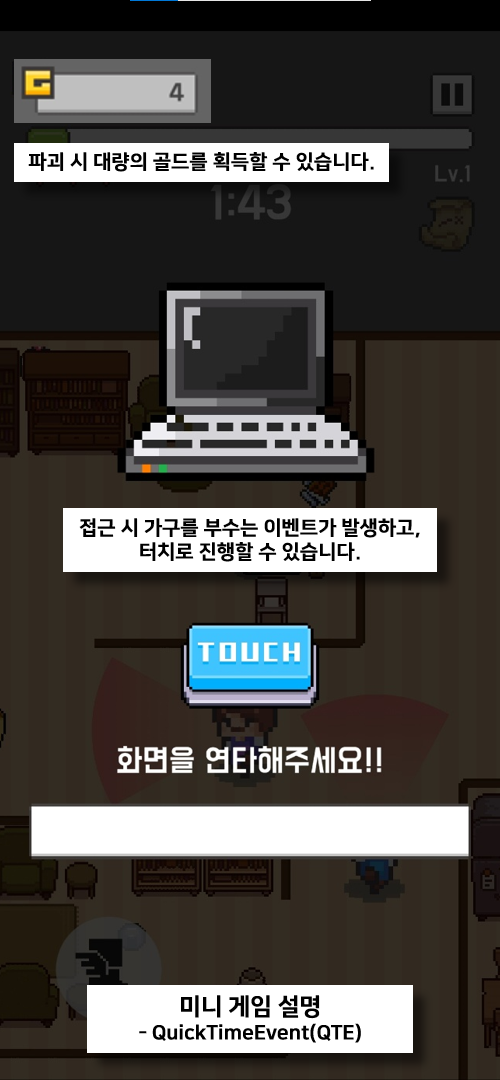 4
파괴 시 대량의 골드를 획득할 수 있습니다.
Lv.1
1:43
접근 시 가구를 부수는 이벤트가 발생하고,
터치로 진행할 수 있습니다.
TOUCH
화면을 연타해주세요!!
미니 게임 설명
- QuickTimeEvent(QTE)